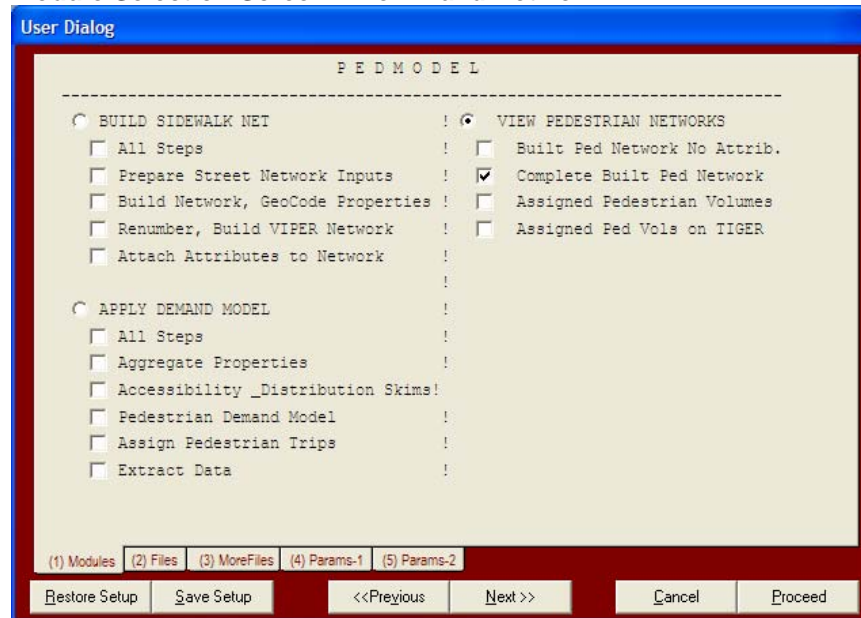 User Dialog
P E D M O D E L
--------------------------------------------------------------------------------
BUILD SIDEWALK NET
All Steps
Prepare Street Network Inputs
Build Network, GeoCode Properties
Renumber, Build VIPER Network
Attach Attributes to Network
APPLY DEMAND MODEL
All Steps
Aggregate Properties
Accessibility _Distribution Skims
Pedestrian Demand Model
Assign Pedestrian Trips
Extract Data
!
!
!
!
!
!
!
!
!
!
!
!
!
!
VIEW PEDESTRIAN NETWORKS
Built Ped Network No Attrib.
Complete Built Ped Network
Assigned Pedestrian Volumes
Assigned Ped Vols on TIGER
(1) Modules (2) Files (3) MoreFiles (4) Params-1 (5) Params-2
Restore Setup Save Setup <<Previous Next >> Cancel Proceed